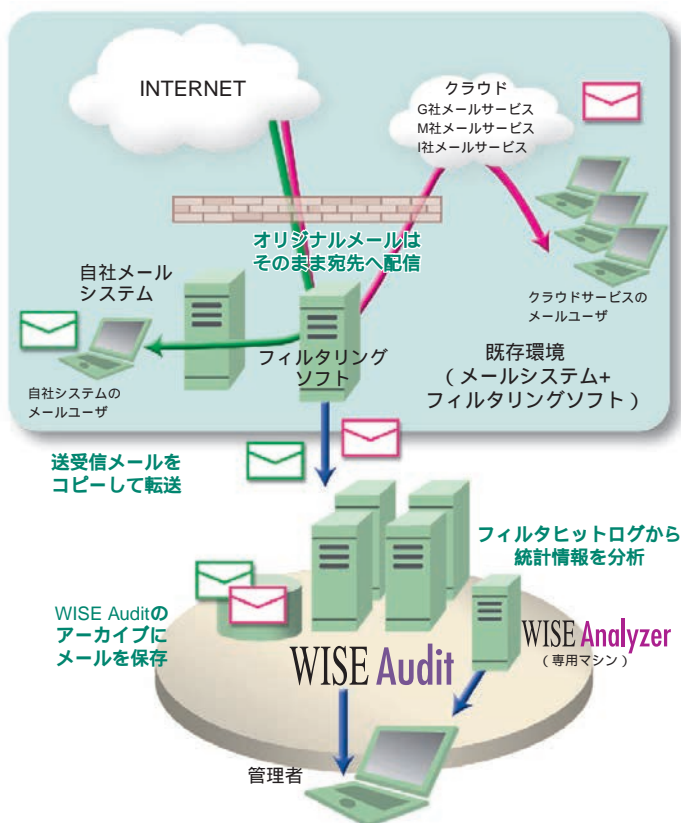 INTERNET
クラウド
G社メールサービス
M社メールサービス
I社メールサービス
オリジナルメールは
そのまま宛先へ配信
自社メール
システム
クラウドサービスの
メールユーザ
フィルタリング
ソフト
既存環境
（メールシステム+
フィルタリングソフト）
自社システムの
メールユーザ
送受信メールを
コピーして転送
フィルタヒットログから
統計情報を分析
WISE Auditの
アーカイブに
メールを保存
WISE Audit
WISE Analyzer
（専用マシン）
管理者